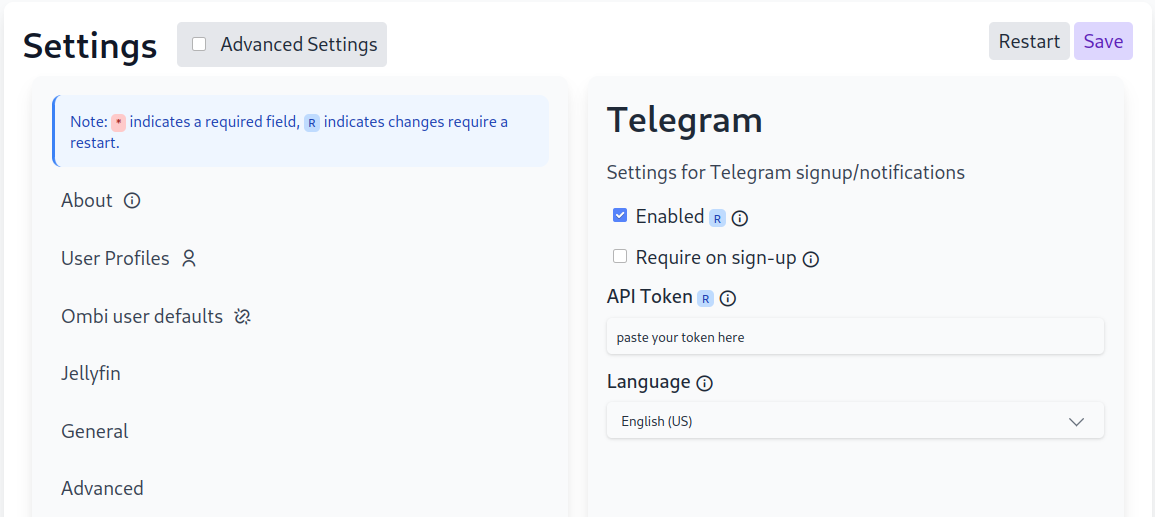 Settings
Advanced Settings
Restart
Save
Note: * indicates a required field, R indicates changes require a
restart.
About
User Profiles
Ombi user defaults
Jellyfin
General
Advanced
Telegram
Settings for Telegram signup/notifications
Enabled R
Require on sign-up
API Token R
paste your token here
Language
English (US)